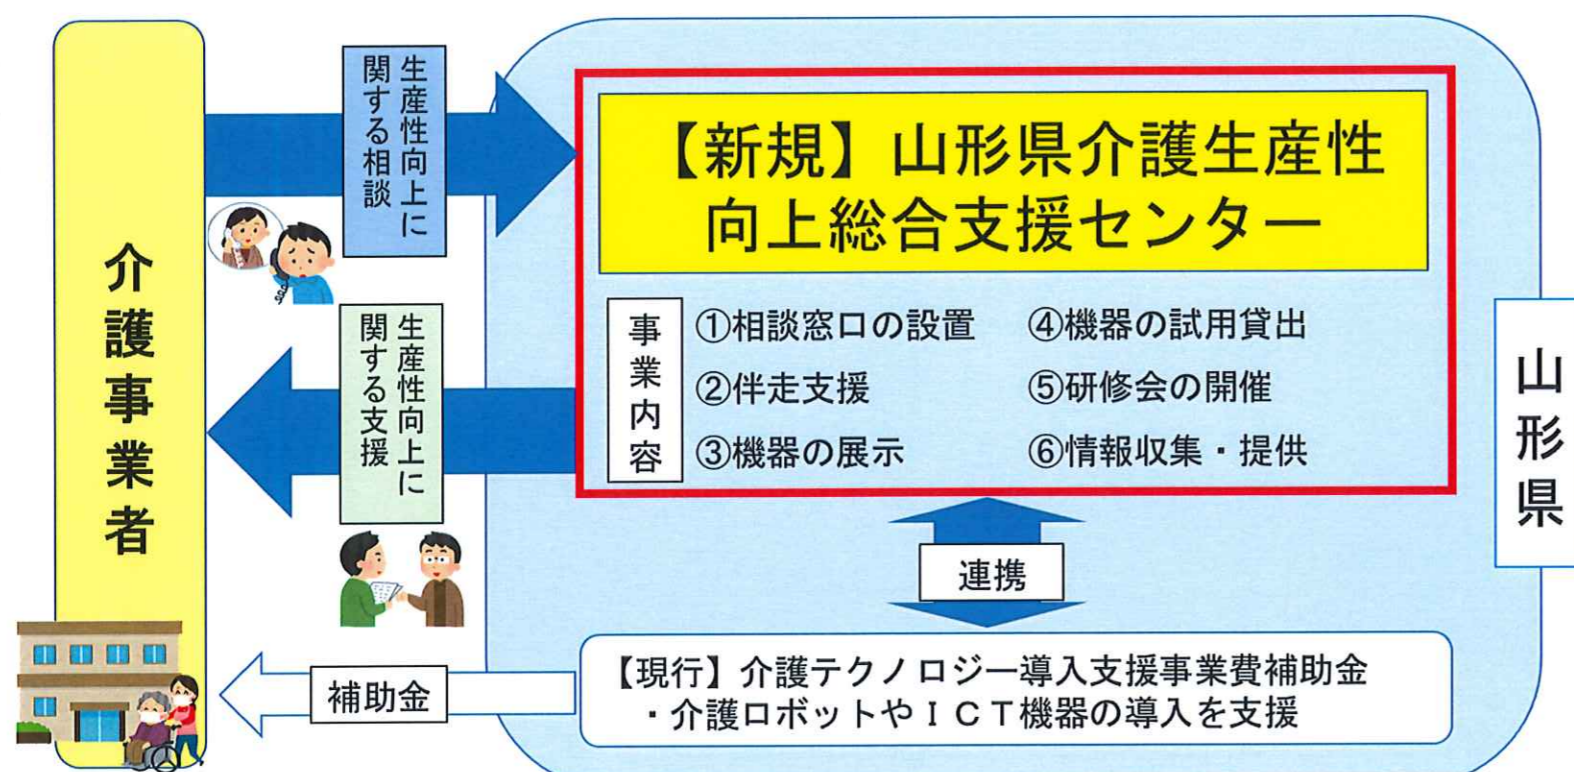 介護事業者
生産性向上に
関する相談
生産性向上に
関する支援
補助金
【新規】山形県介護生産性
向上総合支援センター
事業内容
①相談窓口の設置
②伴走支援
③機器の展示
④機器の試用貸出
⑤研修会の開催
⑥情報収集・提供
連携
【現行】介護テクノロジー導入支援事業費補助金
・介護ロボットやＩＣＴ機器の導入を支援
山形県